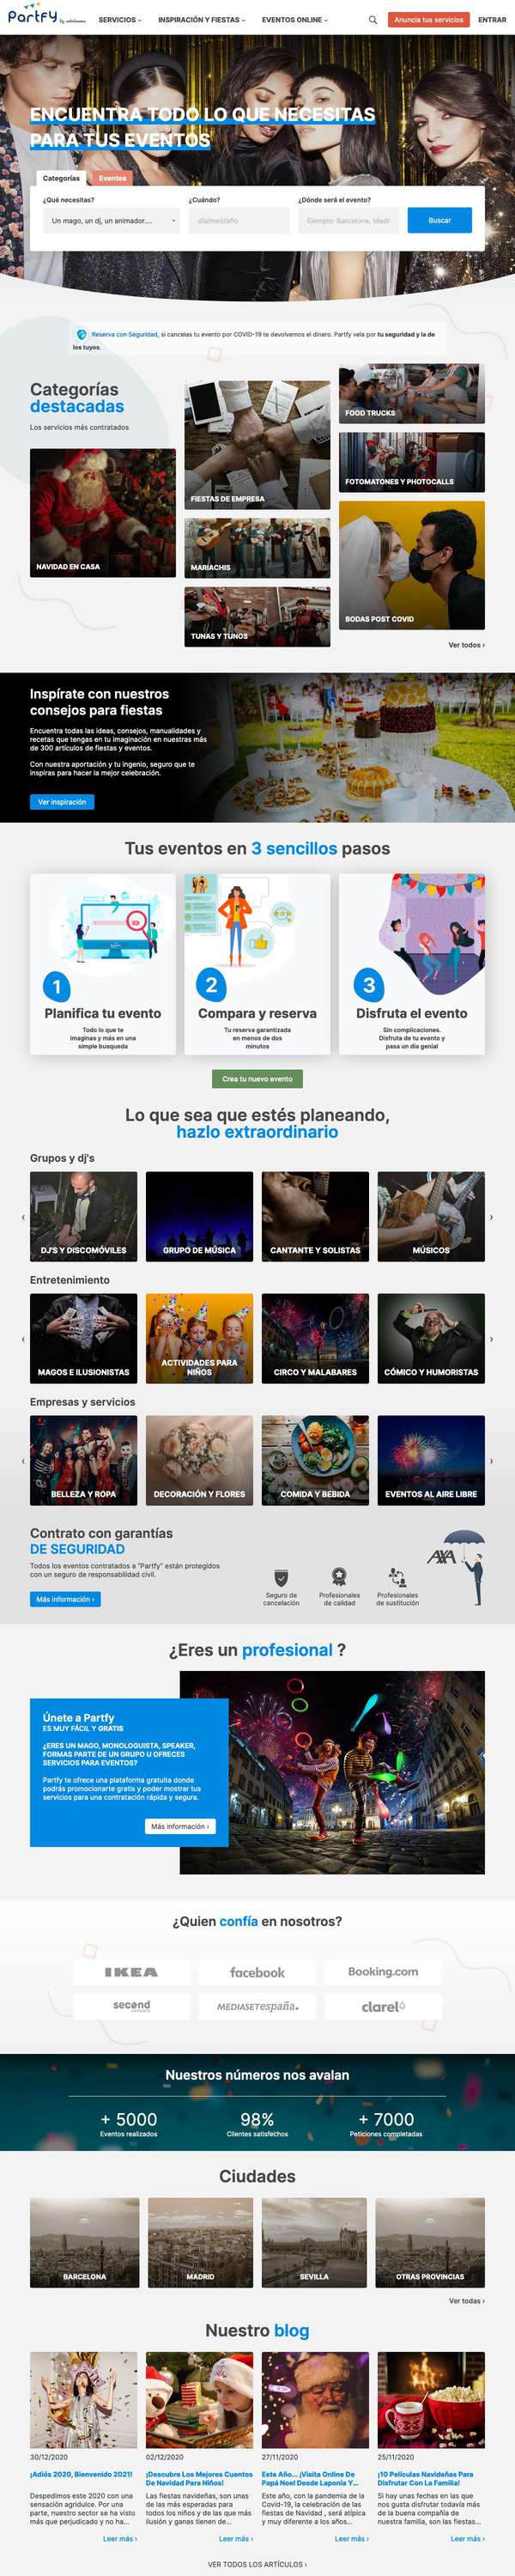 Partfy
SERVICIOS
INSPIRACIÓN Y FIESTAS
EVENTOS ONLINE
Anuncia tus servicios
ENTRAR
ENCUENTRA TODO LO QUE NECESITAS
PARA TUS EVENTOS
Categorías
Eventos
¿Qué necesitas?
¿Cuándo?
¿Dónde será el evento?
Un mago, un dj, un animador....
día/mes/año
Ejemplo: Barcelona, Madr
Buscar
Reserva con Seguridad, si cancelas tu evento por COVID-19 te devolvemos el dinero. Partfy vela por tu seguridad y la de
los tuyos.
Categorías
destacadas
Los servicios más contratados
NAVIDAD EN CASA
FIESTAS DE EMPRESA
MARIACHIS
TUNAS Y TUNOS
FOOD TRUCKS
FOTOMATONES Y PHOTOCALLS
BODAS POST COVID
Ver todos ›
Inspírate con nuestros
consejos para fiestas
Encuentra todas las ideas, consejos, manualidades y
recetas que tengas en tu imaginación en nuestras más
de 300 artículos de fiestas y eventos.
Con nuestra aportación y tu ingenio, seguro que te
inspiras para hacer la mejor celebración.
Ver inspiración
Tus eventos en 3 sencillos pasos
1
Planifica tu evento
Todo lo que te
imaginas y más en una
simple busqueda
2
Compara y reserva
Tu reserva garantizada
en menos de dos
minutos
3
Disfruta el evento
Sin complicaciones.
Disfruta de tu evento y
pasa un día genial
Crea tu nuevo evento
Lo que sea que estés planeando,
hazlo extraordinario
Grupos y dj's
DJ'S Y DISCOMÓVILES
GRUPO DE MÚSICA
CANTANTE Y SOLISTAS
MÚSICOS
Entretenimiento
MAGOS E ILUSIONISTAS
ACTIVIDADES PARA
NIÑOS
CIRCO Y MALABARES
CÓMICO Y HUMORISTAS
Empresas y servicios
BELLEZA Y ROPA
DECORACIÓN Y FLORES
COMIDA Y BEBIDA
EVENTOS AL AIRE LIBRE
Contrato con garantías
DE SEGURIDAD
Todos los eventos contratados a "Partfy" están protegidos
con un seguro de responsabilidad civil.
Más información ›
Seguro de
cancelación
Profesionales
de calidad
Profesionales
de sustitución
AXA
¿Eres un profesional ?
Únete a Partfy
ES MUY FÁCIL Y GRATIS
¿ERES UN MAGO, MONOLOGUISTA, SPEAKER,
FORMAS PARTE DE UN GRUPO U OFRECES
SERVICIOS PARA EVENTOS?
Partfy te ofrece una plataforma gratuita donde
podrás promocionarte gratis y poder mostrar tus
servicios para una contratación rápida y segura.
Más información ›
¿Quien confía en nosotros?
IKEA
facebook
Booking.com
second
company
MEDIASETespaña.
clarel
Nuestros números nos avalan
+ 5000
Eventos realizados
98%
Clientes satisfechos
+ 7000
Peticiones completadas
Ciudades
BARCELONA
MADRID
SEVILLA
OTRAS PROVINCIAS
Ver todas ›
Nuestro blog
30/12/2020
¡Adiós 2020, Bienvenido 2021!
Despedimos este 2020 con una
sensación agridulce. Por una
parte, nuestro sector se ha visto
más que perjudicado y no ha...
Leer más ›
02/12/2020
¡Descubre Los Mejores Cuentos
De Navidad Para Niños!
Las fiestas navideñas, son unas
de las más esperadas para
todos los niños y de las que más
ilusión y ganas tienen de...
Leer más ›
27/11/2020
Este Año... ¡Visita Online De
Papá Noel Desde Laponia Y...
Este año, con la pandemia de la
Covid-19, la celebración de las
fiestas de Navidad , será atípica
y muy diferente a los años...
Leer más ›
25/11/2020
¡10 Películas Navideñas Para
Disfrutar Con La Familia!
Si hay unas fechas en las que
nos gusta disfrutar todavía más
de la buena compañía de
nuestra familia, son las fiestas...
Leer más ›
VER TODOS LOS ARTÍCULOS ›